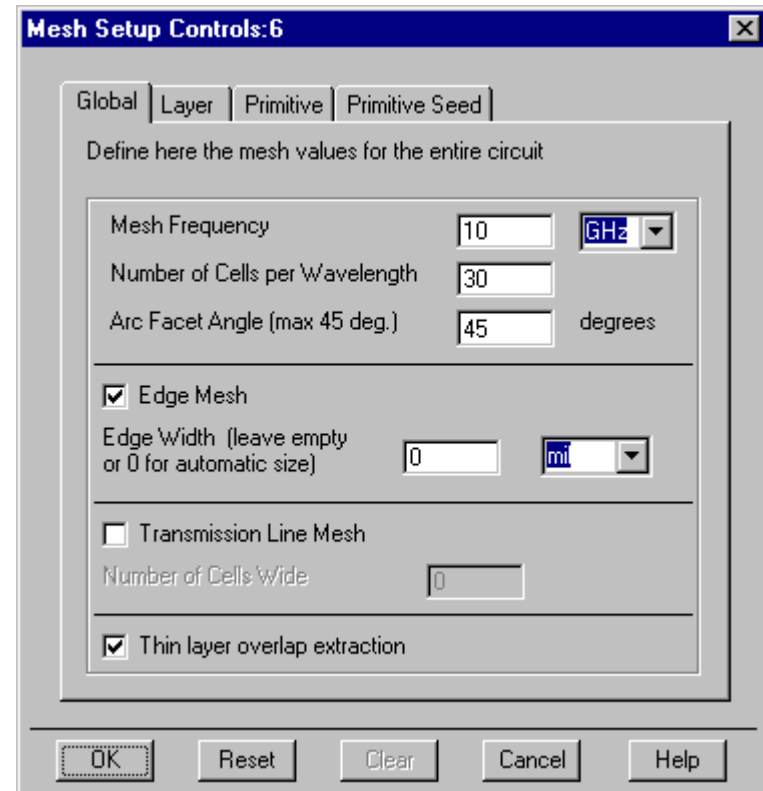 Mesh Setup Controls:6
Global Layer Primitive Primitive Seed
Define here the mesh values for the entire circuit
Mesh Frequency 10 GHz
Number of Cells per Wavelength 30
Arc Facet Angle (max 45 deg.) 45 degrees
Edge Mesh
Edge Width (leave empty
or 0 for automatic size) 0 mil
Transmission Line Mesh
Number of Cells Wide 0
Thin layer overlap extraction
OK Reset Clear Cancel Help